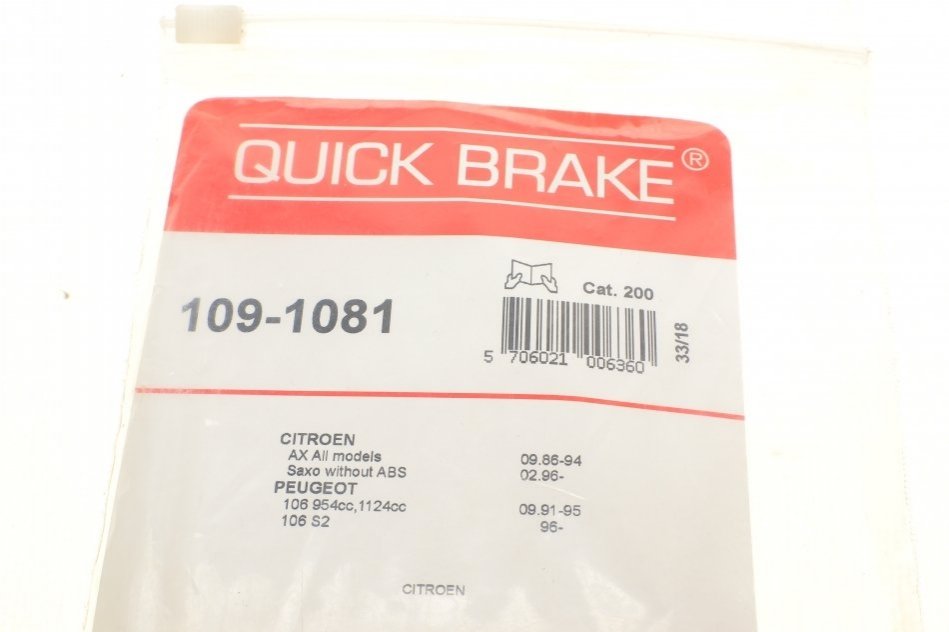 QUICK BRAKE®
109-1081
Cat. 200
33/18
5 706021 006360
CITROEN
AX All models 09.86-94
Saxo without ABS 02.96-
PEUGEOT
106 954cc,1124cc 09.91-95
106 S2 96-
CITROEN